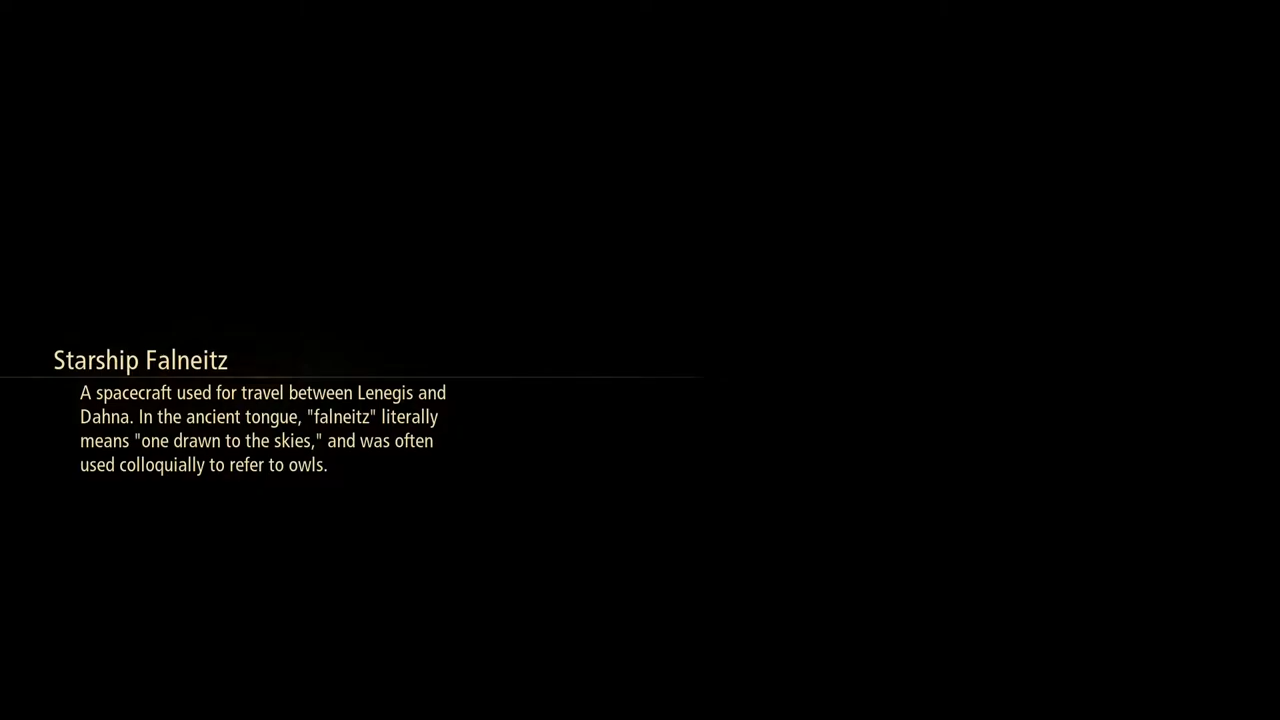 Starship Falneitz
A spacecraft used for travel between Lenegis and
Dahna. In the ancient tongue, "falneitz" literally
means "one drawn to the skies," and was often
used colloquially to refer to owls.